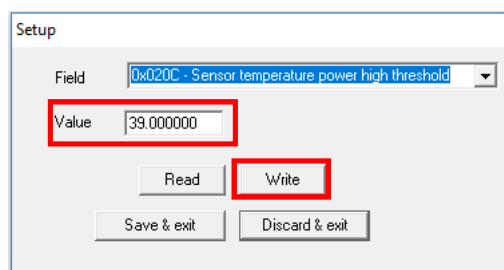 Setup
Field 0x020C - Sensor temperature power high threshold
Value 39.000000
Read Write
Save & exit Discard & exit